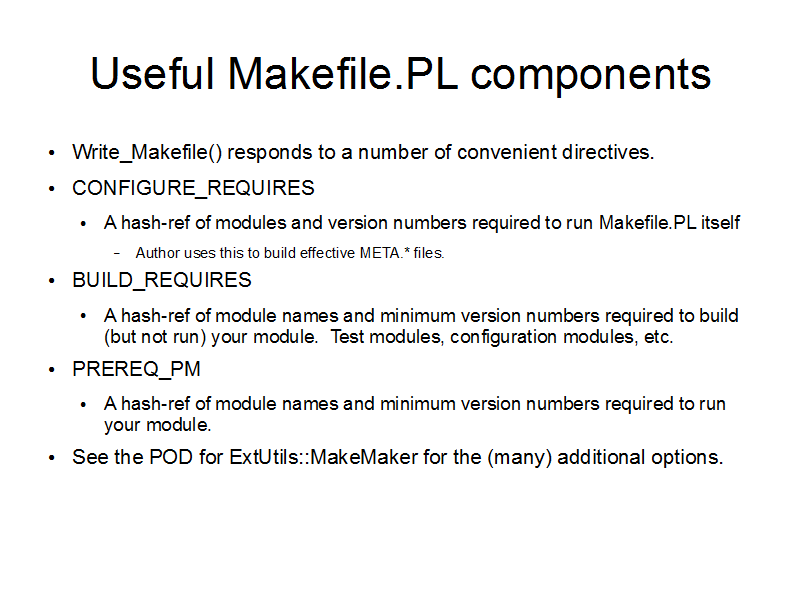 Useful Makefile.PL components
• Write_Makefile() responds to a number of convenient directives.
• CONFIGURE_REQUIRES
• A hash-ref of modules and version numbers required to run Makefile.PL itself
– Author uses this to build effective META.* files.
• BUILD_REQUIRES
• A hash-ref of module names and minimum version numbers required to build
(but not run) your module.  Test modules, configuration modules, etc.
• PREREQ_PM
• A hash-ref of module names and minimum version numbers required to run
your module.
• See the POD for ExtUtils::MakeMaker for the (many) additional options.